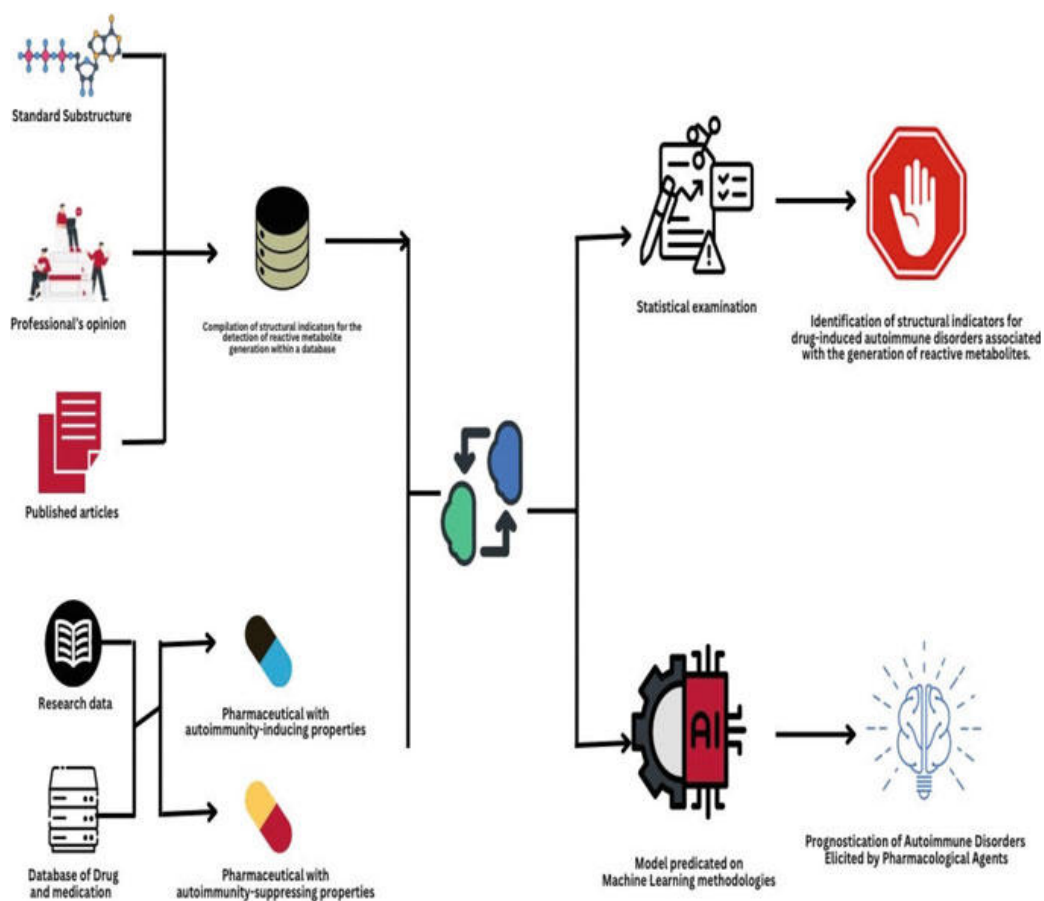 Standard Substructure
Professional's opinion
Published articles
Compilation of structural indicators for the
detection of reactive metabolite
generation within a database
Statistical examination
Identification of structural indicators for
drug-induced autoimmune disorders associated
with the generation of reactive metabolites.
Research data
Database of Drug
and medication
Pharmaceutical with
autoimmunity-inducing properties
Pharmaceutical with
autoimmunity-suppressing properties
AI
Model predicated on
Machine Learning methodologies
Prognostication of Autoimmune Disorders
Elicited by Pharmacological Agents